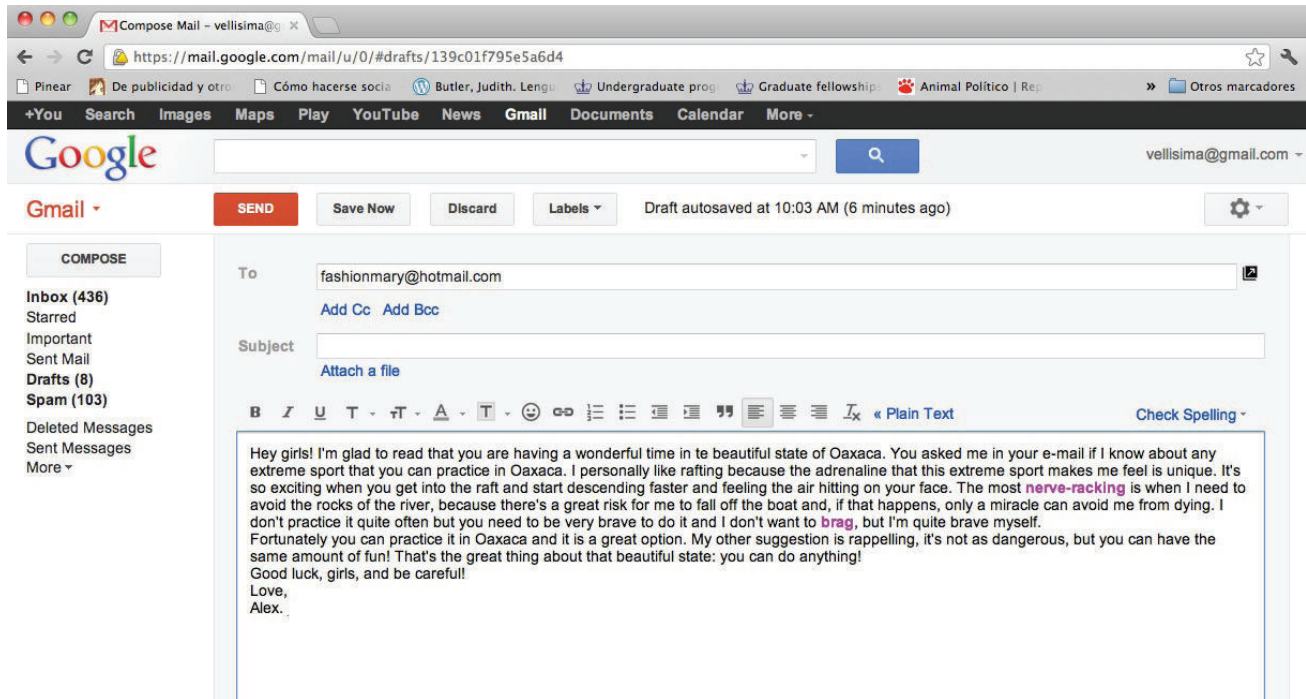 Compose Mail – vellisima@g
https://mail.google.com/mail/u/0/#drafts/139c01f795e5a6d4
Pinear De publicidad y otro Cómo hacerse socia Butler, Judith. Lengu Undergraduate prog Graduate fellowship Animal Político | Rep » Otros marcadores
+You Search Images Maps Play YouTube News Gmail Documents Calendar More
Google vellisima@gmail.com
Gmail SEND Save Now Discard Labels Draft autosaved at 10:03 AM (6 minutes ago)
COMPOSE
Inbox (436)
Starred
Important
Sent Mail
Drafts (8)
Spam (103)
Deleted Messages
Sent Messages
More
To fashionmary@hotmail.com
Add Cc Add Bcc
Subject
Attach a file
B I U T TT A T Tx « Plain Text Check Spelling
Hey girls! I'm glad to read that you are having a wonderful time in te beautiful state of Oaxaca. You asked me in your e-mail if I know about any
extreme sport that you can practice in Oaxaca. I personally like rafting because the adrenaline that this extreme sport makes me feel is unique. It's
so exciting when you get into the raft and start descending faster and feeling the air hitting on your face. The most nerve-racking is when I need to
avoid the rocks of the river, because there's a great risk for me to fall off the boat and, if that happens, only a miracle can avoid me from dying. I
don't practice it quite often but you need to be very brave to do it and I don't want to brag, but I'm quite brave myself.
Fortunately you can practice it in Oaxaca and it is a great option. My other suggestion is rappelling, it's not as dangerous, but you can have the
same amount of fun! That's the great thing about that beautiful state: you can do anything!
Good luck, girls, and be careful!
Love,
Alex.